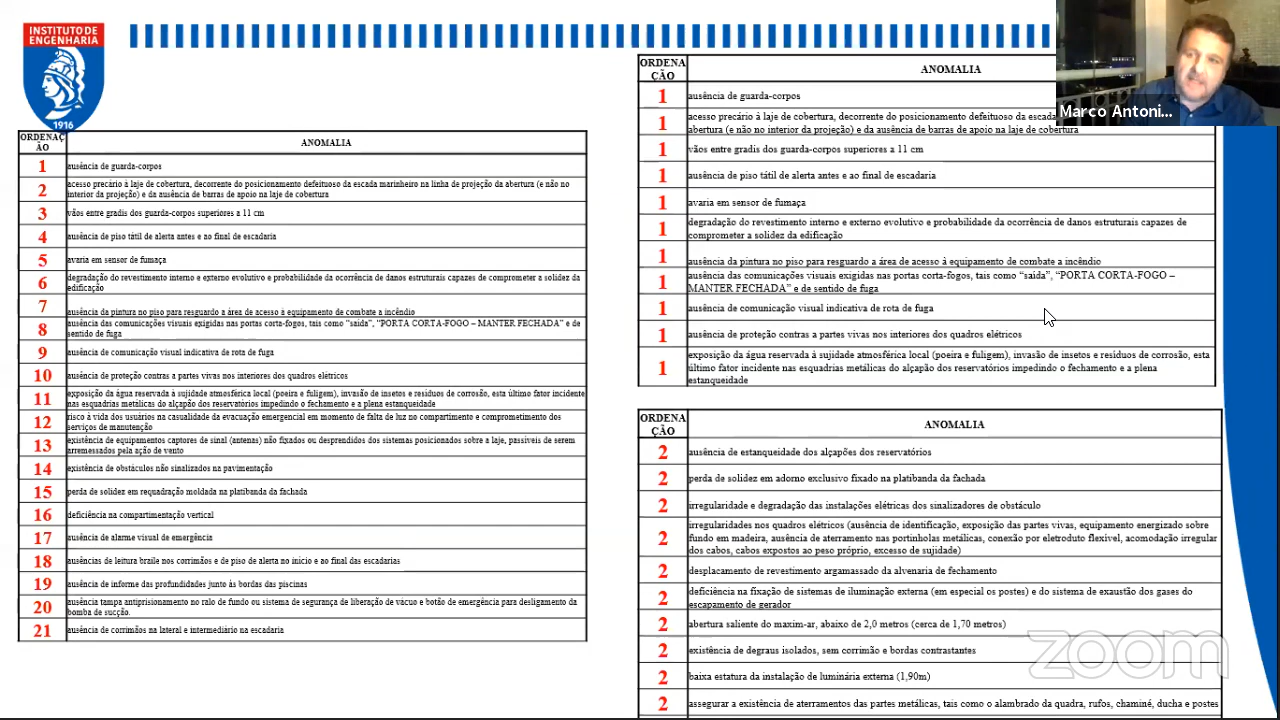 INSTITUTO DE
ENGENHARIA
1916
ORDENAÇ
ÃO
ANOMALIA
1 ausência de guarda-corpos
2 acesso precário à laje de cobertura, decorrente do posicionamento defeituoso da escada marinheiro na linha de projeção da abertura (e não no
interior da projeção) e da ausência de barras de apoio na laje de cobertura
3 vãos entre gradis dos guarda-corpos superiores a 11 cm
4 ausência de piso tátil de alerta antes e ao final de escadaria
5 avaria em sensor de fumaça
6 degradação do revestimento interno e externo evolutivo e probabilidade da ocorrência de danos estruturais capazes de comprometer a solidez da
edificação
7 ausência da pintura no piso para resguardo a área de acesso à equipamento de combate a incêndio
8 ausência das comunicações visuais exigidas nas portas corta-fogos, tais como “saída”, “PORTA CORTA-FOGO – MANTER FECHADA” e de
sentido de fuga
9 ausência de comunicação visual indicativa de rota de fuga
10 ausência de proteção contras a partes vivas nos interiores dos quadros elétricos
11 exposição da água reservada à sujidade atmosférica local (poeira e fuligem), invasão de insetos e resíduos de corrosão, esta último fator incidente
nas esquadrias metálicas do alçapão dos reservatórios impedindo o fechamento e a plena estanqueidade
12 risco à vida dos usuários na casualidade da evacuação emergencial em momento de falta de luz no compartimento e comprometimento dos
serviços de manutenção
13 existência de equipamentos captores de sinal (antenas) não fixados ou desprendidos dos sistemas posicionados sobre a laje, passíveis de serem
arremessados pela ação de vento
14 existência de obstáculos não sinalizados na pavimentação
15 perda de solidez em requadração moldada na platibanda da fachada
16 deficiência na compartimentação vertical
17 ausência de alarme visual de emergência
18 ausências de leitura braile nos corrimãos e de piso de alerta no início e ao final das escadarias
19 ausência de informe das profundidades junto às bordas das piscinas
20 ausência tampa antiprisionamento no ralo de fundo ou sistema de segurança de liberação de vácuo e botão de emergência para desligamento da
bomba de sucção.
21 ausência de corrimãos na lateral e intermediário na escadaria
ORDENA
ÇÃO
ANOMALIA
1 ausência de guarda-corpos
1 acesso precário à laje de cobertura, decorrente do posicionamento defeituoso da escada
abertura (e não no interior da projeção) e da ausência de barras de apoio na laje de cobertura
1 vãos entre gradis dos guarda-corpos superiores a 11 cm
1 ausência de piso tátil de alerta antes e ao final de escadaria
1 avaria em sensor de fumaça
1 degradação do revestimento interno e externo evolutivo e probabilidade da ocorrência de danos estruturais capazes de
comprometer a solidez da edificação
1 ausência da pintura no piso para resguardo a área de acesso à equipamento de combate a incêndio
1 ausência das comunicações visuais exigidas nas portas corta-fogos, tais como “saída”, “PORTA CORTA-FOGO –
MANTER FECHADA” e de sentido de fuga
1 ausência de comunicação visual indicativa de rota de fuga
1 ausência de proteção contras a partes vivas nos interiores dos quadros elétricos
1 exposição da água reservada à sujidade atmosférica local (poeira e fuligem), invasão de insetos e resíduos de corrosão, esta
último fator incidente nas esquadrias metálicas do alçapão dos reservatórios impedindo o fechamento e a plena
estanqueidade
ORDENA
ÇÃO
ANOMALIA
2 ausência de estanqueidade dos alçapões dos reservatórios
2 perda de solidez em adorno exclusivo fixado na platibanda da fachada
2 irregularidade e degradação das instalações elétricas dos sinalizadores de obstáculo
2 irregularidades nos quadros elétricos (ausência de identificação, exposição das partes vivas, equipamento energizado sobre
fundo em madeira, ausência de aterramento nas portinholas metálicas, conexão por eletroduto flexível, acomodação irregular
dos cabos, cabos expostos ao peso próprio, excesso de sujidade)
2 desplacamento de revestimento argamassado da alvenaria de fechamento
2 deficiência na fixação de sistemas de iluminação externa (em especial os postes) e do sistema de exaustão dos gases do
escapamento de gerador
2 abertura saliente do maxim-ar, abaixo de 2,0 metros (cerca de 1,70 metros)
2 existência de degraus isolados, sem corrimão e bordas contrastantes
2 baixa estatura da instalação de luminária externa (1,90m)
2 assegurar a existência de aterramentos das partes metálicas, tais como o alambrado da quadra, rufos, chaminé, ducha e postes
Marco Antoni...
zoom